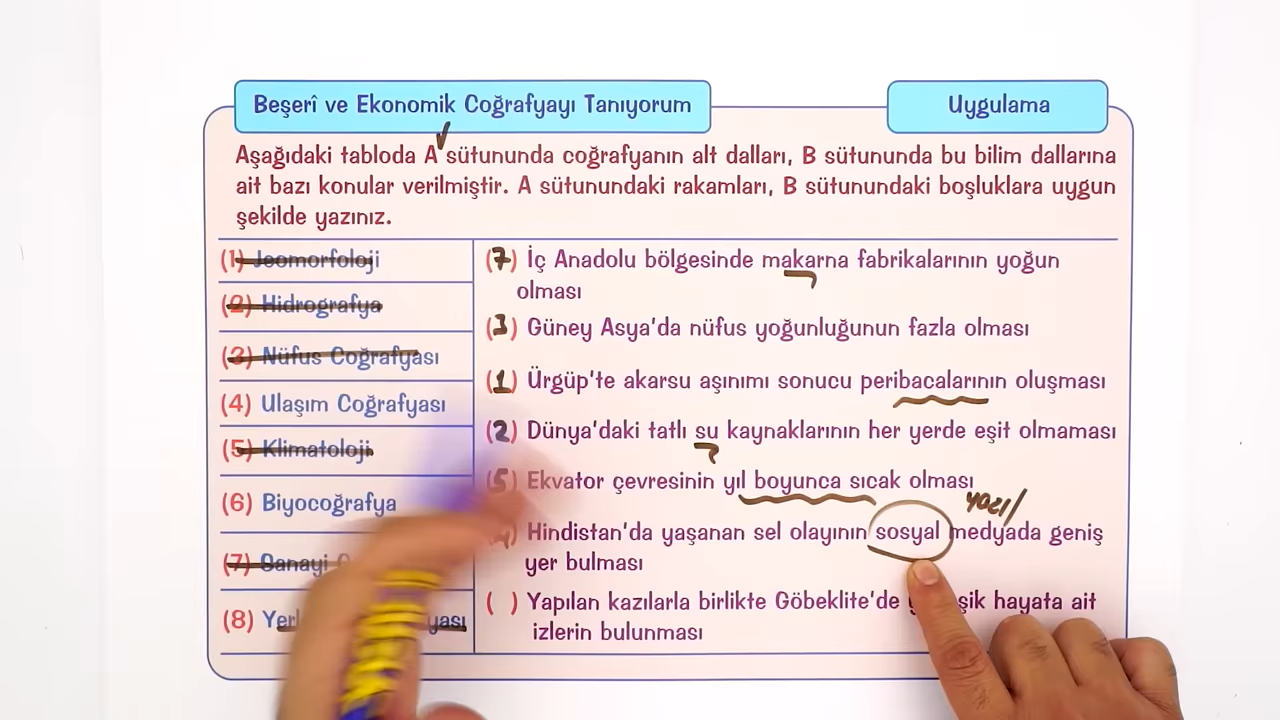 Beşerî ve Ekonomik Coğrafyayı Tanıyorum
Uygulama
Aşağıdaki tabloda A sütununda coğrafyanın alt dalları, B sütununda bu bilim dallarına
ait bazı konular verilmiştir. A sütunundaki rakamları, B sütunundaki boşluklara uygun
şekilde yazınız.
(1) Jeomorfoloji
(2) Hidrografya
(3) Nüfus Coğrafyası
(4) Ulaşım Coğrafyası
(5) Klimatoloji
(6) Biyocoğrafya
(7) Sanayi
(8)
(7) İç Anadolu bölgesinde makarna fabrikalarının yoğun
olması
(3) Güney Asya'da nüfus yoğunluğunun fazla olması
(1) Ürgüp'te akarsu aşınımı sonucu peribacalarının oluşması
(2) Dünya'daki tatlı su kaynaklarının her yerde eşit olmaması
(5) Ekvator çevresinin yıl boyunca sıcak olması
yazı/
Hindistan'da yaşanan sel olayının sosyal medyada geniş
yer bulması
( ) Yapılan kazılarla birlikte Göbeklite'de hayata ait
izlerin bulunması